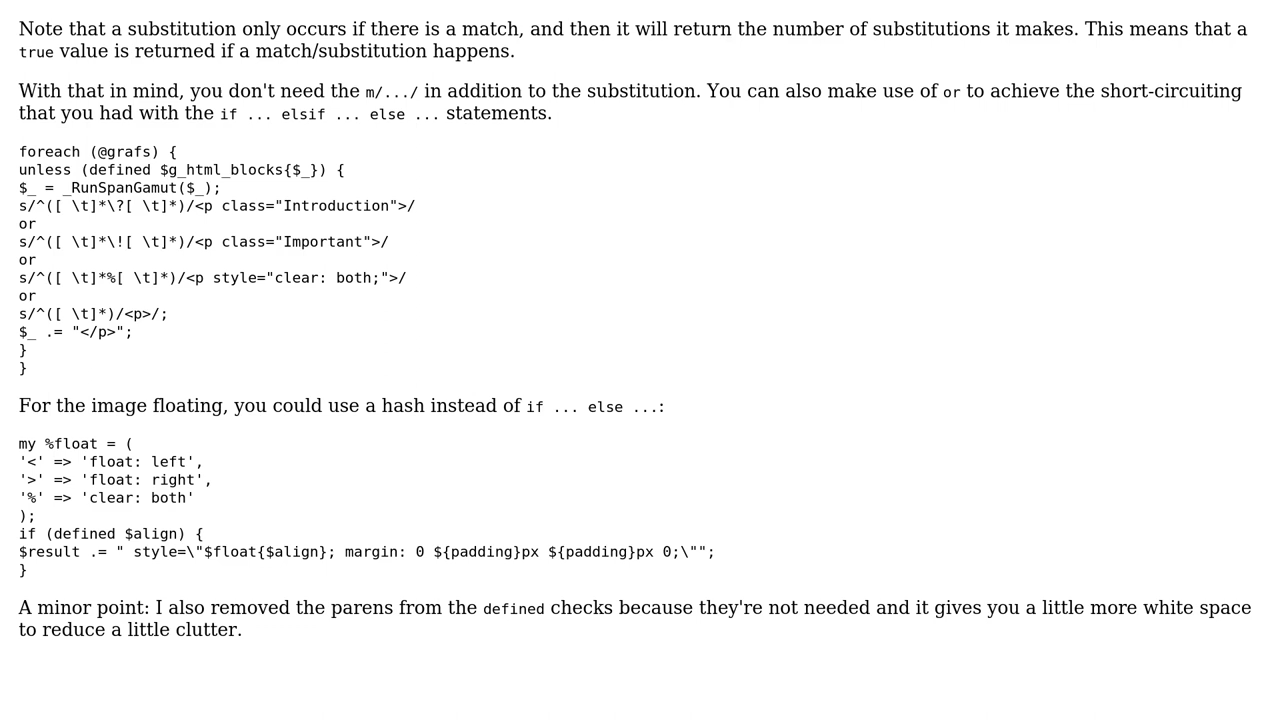 Note that a substitution only occurs if there is a match, and then it will return the number of substitutions it makes. This means that a
true value is returned if a match/substitution happens.
With that in mind, you don't need the m/.../ in addition to the substitution. You can also make use of or to achieve the short-circuiting
that you had with the if ... elsif ... else ... statements.
foreach (@grafs) {
unless (defined $g_html_blocks{$_}) {
$_ = _RunSpanGamut($_);
s/^([ \t]*\?[ \t]*)/<p class="Introduction">/
or
s/^([ \t]*\![ \t]*)/<p class="Important">/
or
s/^([ \t]*%[ \t]*)/<p style="clear: both;">/
or
s/^([ \t]*)/<p>/;
$_ .= "</p>";
}
}
For the image floating, you could use a hash instead of if ... else ...:
my %float = (
'<' => 'float: left',
'>' => 'float: right',
'%' => 'clear: both'
);
if (defined $align) {
$result .= " style=\"$float{$align}; margin: 0 ${padding}px ${padding}px 0;\"";
}
A minor point: I also removed the parens from the defined checks because they're not needed and it gives you a little more white space
to reduce a little clutter.